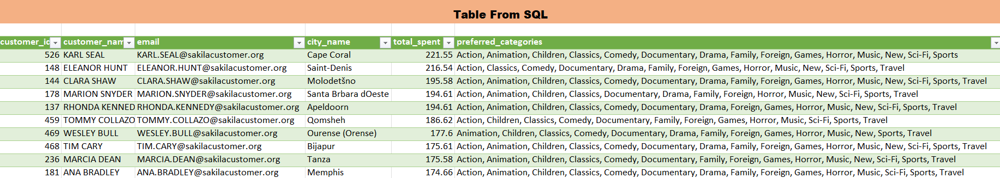 Table From SQL
customer_id customer_nam email city_name total_spent preferred_categories
526 KARL SEAL KARL.SEAL@sakilacustomer.org Cape Coral 221.55 Action, Animation, Children, Classics, Comedy, Documentary, Drama, Family, Foreign, Games, Horror, Music, New, Sci-Fi, Sports
148 ELEANOR HUNT ELEANOR.HUNT@sakilacustomer.org Saint-Denis 216.54 Action, Classics, Comedy, Documentary, Drama, Family, Foreign, Games, Horror, Music, New, Sci-Fi, Sports, Travel
144 CLARA SHAW CLARA.SHAW@sakilacustomer.org Molodetšno 195.58 Action, Animation, Children, Classics, Comedy, Documentary, Drama, Family, Foreign, Games, Horror, Music, New, Sci-Fi, Sports, Travel
178 MARION SNYDER MARION.SNYDER@sakilacustomer.org Santa Brbara dOeste 194.61 Action, Animation, Children, Classics, Documentary, Drama, Family, Foreign, Horror, Music, New, Sci-Fi, Sports, Travel
137 RHONDA KENNED RHONDA.KENNEDY@sakilacustomer.org Apeldoorn 194.61 Action, Animation, Children, Classics, Comedy, Documentary, Drama, Foreign, Games, Horror, Music, New, Sci-Fi, Sports, Travel
459 TOMMY COLLAZO TOMMY.COLLAZO@sakilacustomer.org Qomsheh 186.62 Action, Children, Classics, Comedy, Documentary, Family, Foreign, Games, Horror, Music, Sci-Fi, Sports, Travel
469 WESLEY BULL WESLEY.BULL@sakilacustomer.org Ourense (Orense) 177.6 Animation, Children, Classics, Comedy, Documentary, Drama, Family, Foreign, Games, Horror, Music, New, Sports, Travel
468 TIM CARY TIM.CARY@sakilacustomer.org Bijapur 175.61 Action, Animation, Children, Classics, Comedy, Documentary, Drama, Family, Foreign, Games, Horror, Music, New, Sci-Fi, Sports, Travel
236 MARCIA DEAN MARCIA.DEAN@sakilacustomer.org Tanza 175.58 Action, Animation, Children, Classics, Comedy, Documentary, Family, Foreign, Games, Horror, Music, New, Sci-Fi, Sports, Travel
181 ANA BRADLEY ANA.BRADLEY@sakilacustomer.org Memphis 174.66 Action, Animation, Children, Classics, Comedy, Documentary, Drama, Family, Foreign, Games, Horror, Music, Sci-Fi, Sports, Travel